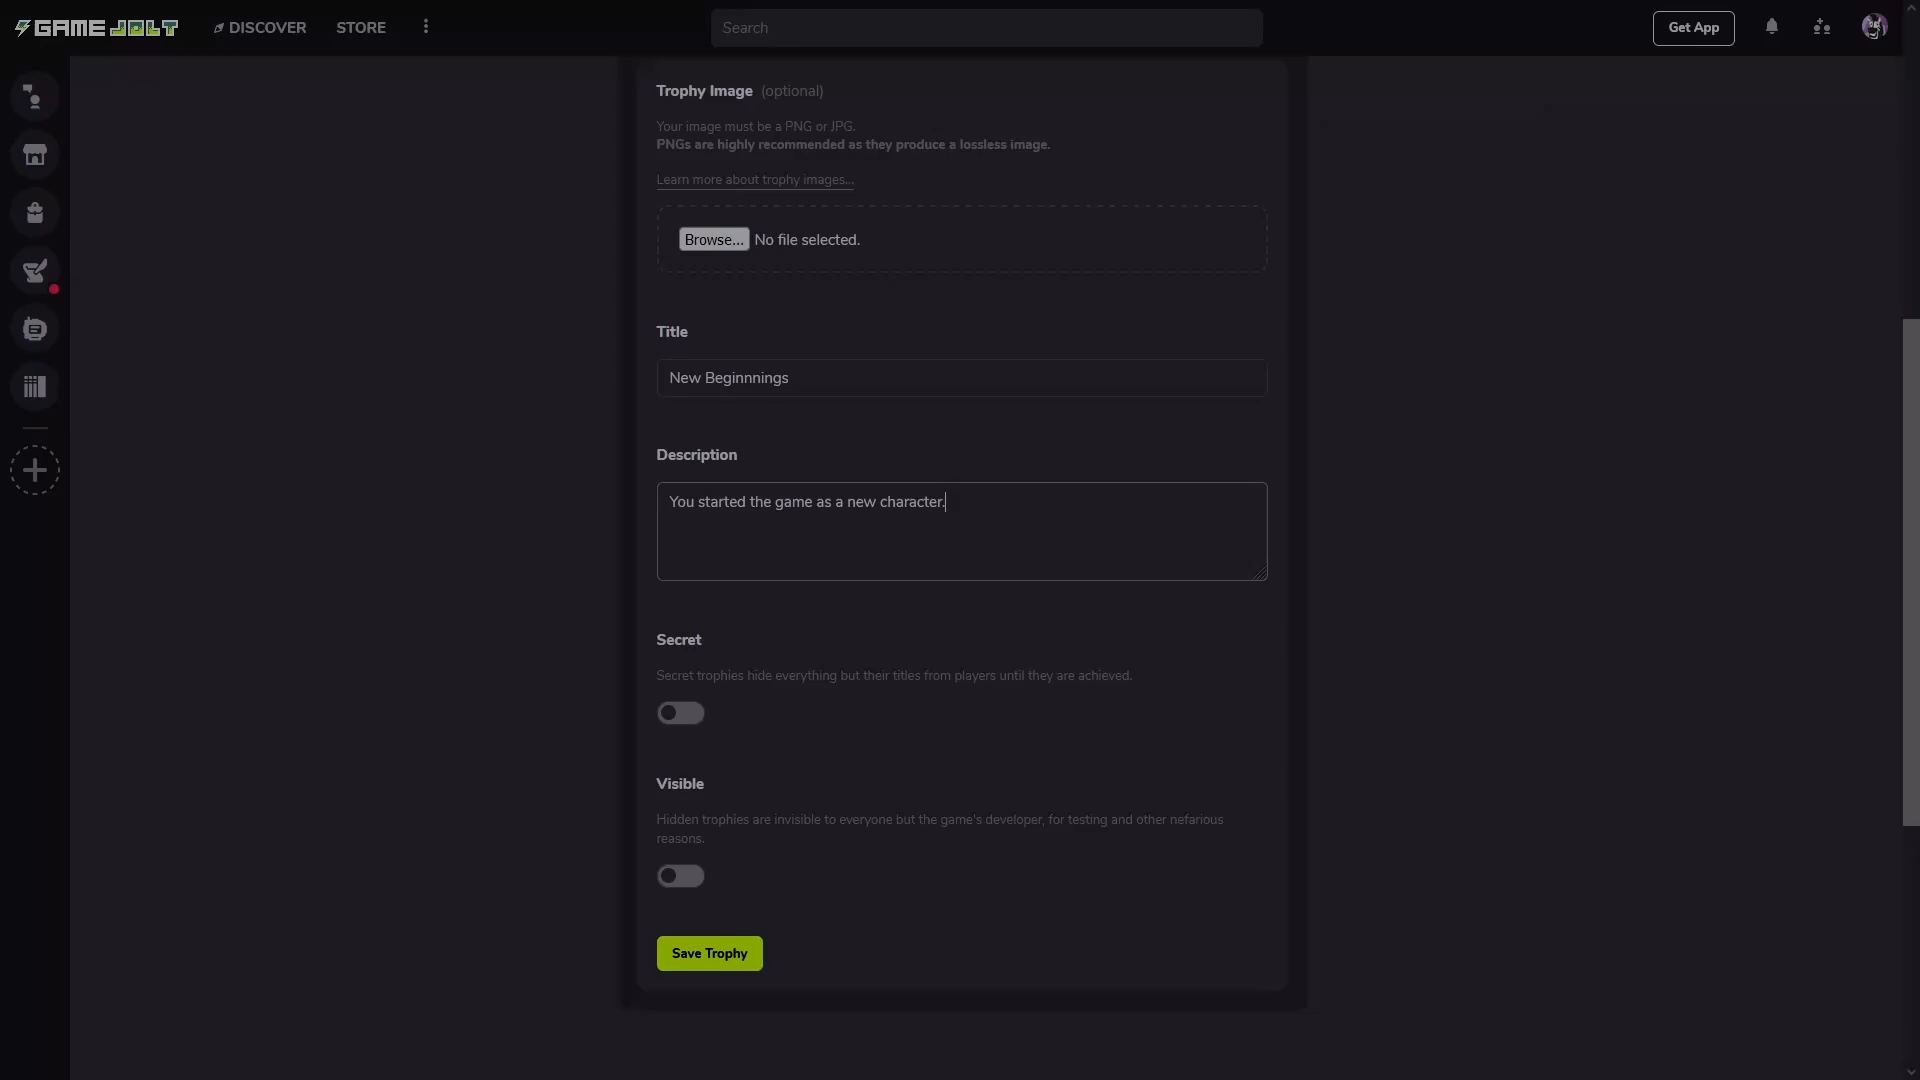 GAME JOLT DISCOVER STORE Search Get App
Trophy Image (optional)
Your image must be a PNG or JPG.
PNGs are highly recommended as they produce a lossless image.
Learn more about trophy images...
Browse... No file selected.
Title
New Beginnnings
Description
You started the game as a new character.
Secret
Secret trophies hide everything but their titles from players until they are achieved.
Visible
Hidden trophies are invisible to everyone but the game's developer, for testing and other nefarious
reasons.
Save Trophy